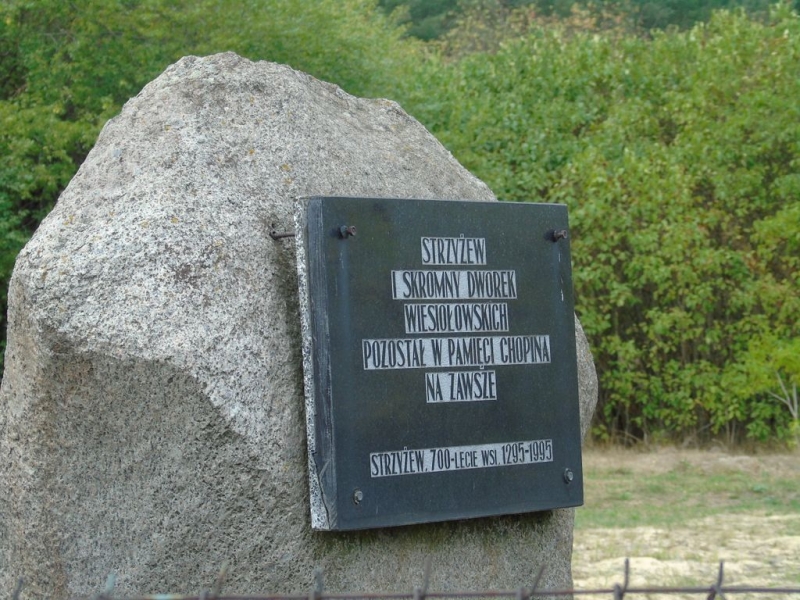 STRZYŻEW
I SKROMNY DWOREK
WIESIOŁOWSKICH
POZOSTAŁ W PAMIĘCI CHOPINA
NA ZAWSZE
STRZYŻEW. 700-LECIE WSI. 1295-1995